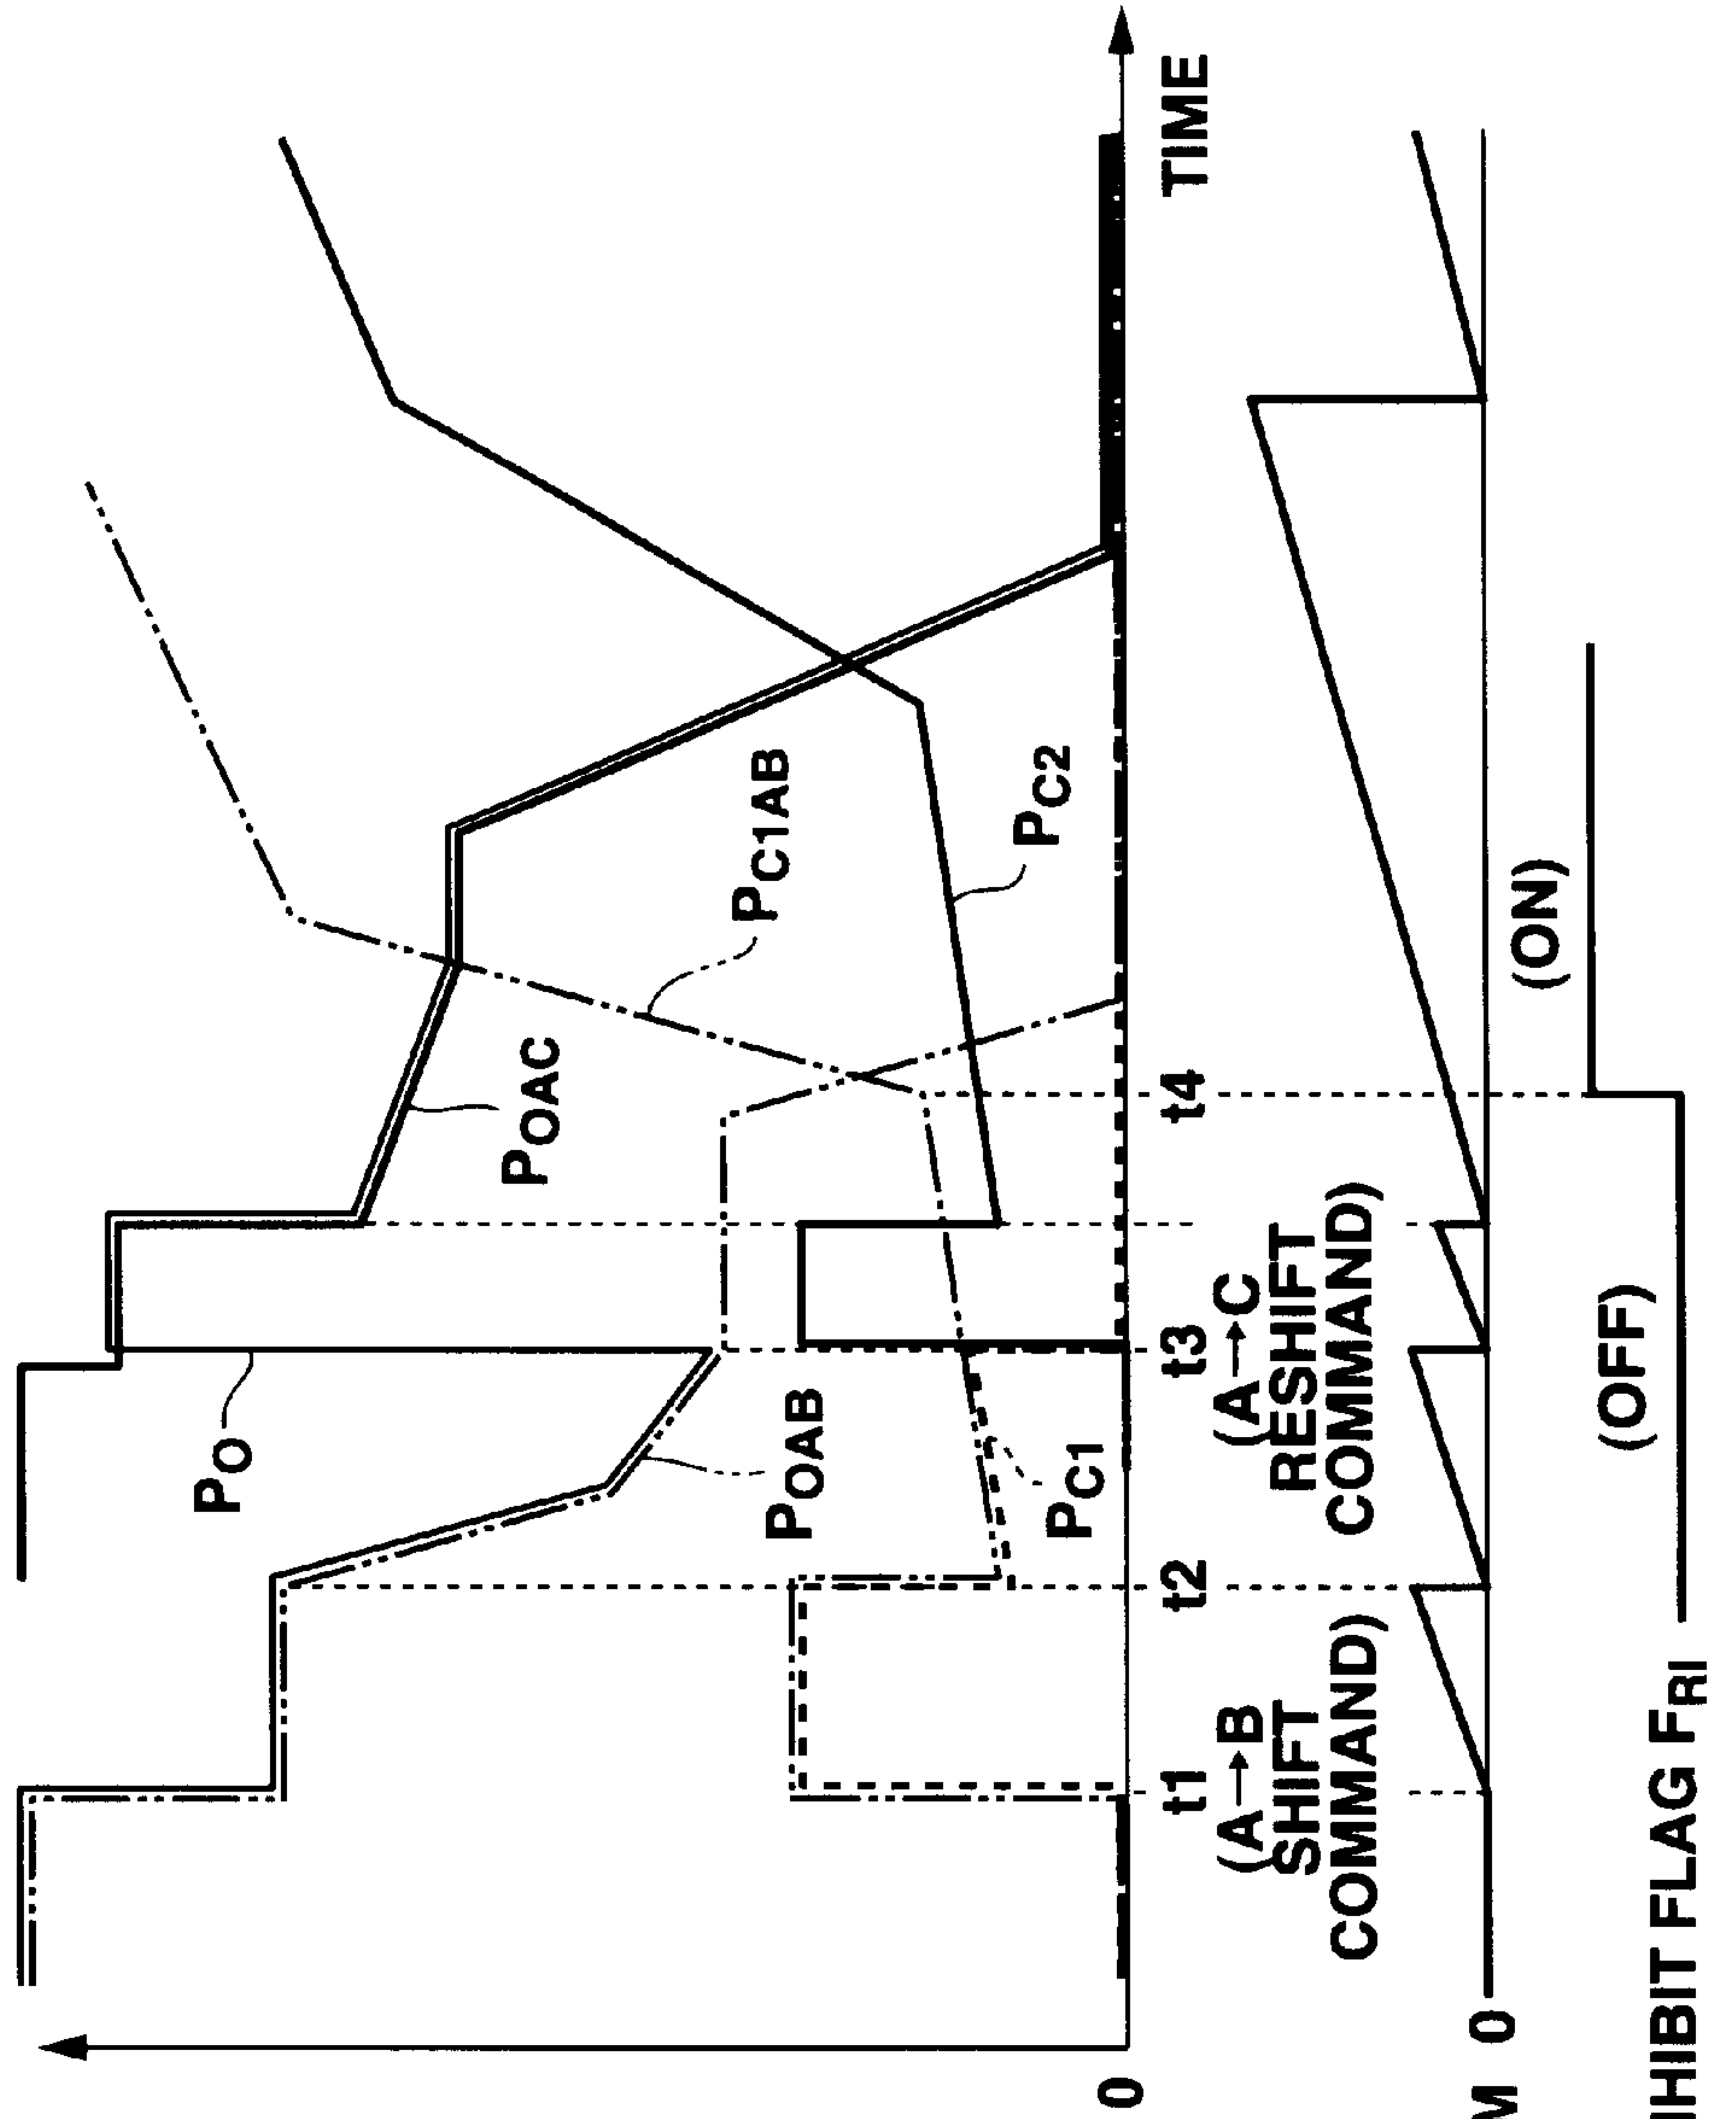 PO
POAB
POAC
PC1AB
PC1
PC2
0
t1
t2
t3
t4
TIME
(A→B
SHIFT
COMMAND)
(A→C
RESHIFT
COMMAND)
M 0
(OFF)
(ON)
HIBIT FLAG FRI